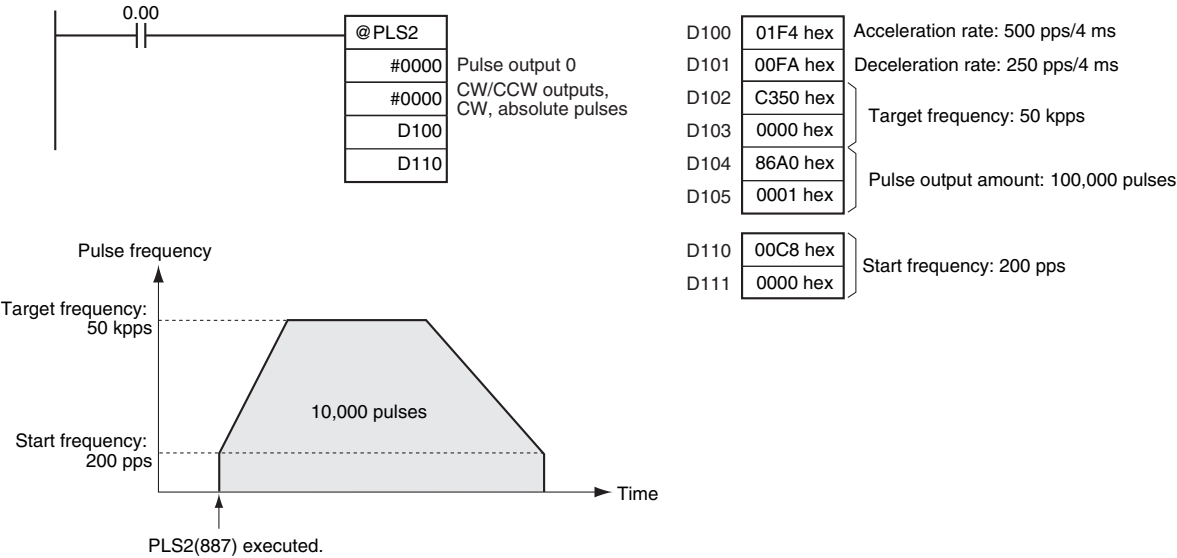 0.00
@PLS2
#0000 Pulse output 0
#0000 CW/CCW outputs,
CW, absolute pulses
D100
D110
D100 01F4 hex Acceleration rate: 500 pps/4 ms
D101 00FA hex Deceleration rate: 250 pps/4 ms
D102 C350 hex
Target frequency: 50 kpps
D103 0000 hex
D104 86A0 hex
Pulse output amount: 100,000 pulses
D105 0001 hex
D110 00C8 hex
Start frequency: 200 pps
D111 0000 hex
Pulse frequency
Target frequency:
50 kpps
10,000 pulses
Start frequency:
200 pps
Time
PLS2(887) executed.